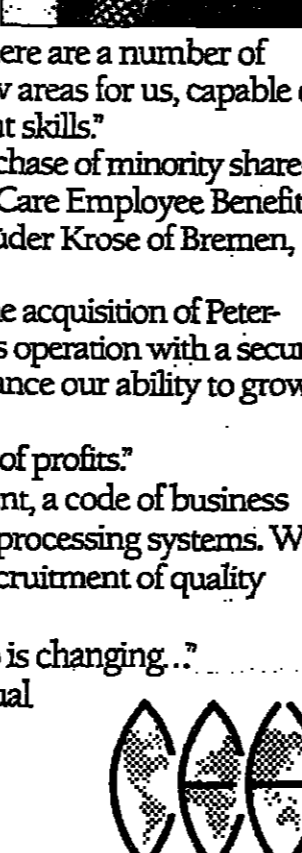 ere are a number of
areas for us, capable
t skills."
chase of minority share
Care Employee Benefit
üder Krose of Bremen,
e acquisition of Peter-
s operation with a secur
ance our ability to grow
of profits."
nt, a code of business
processing systems. W
cruitment of quality
is changing..."
ual